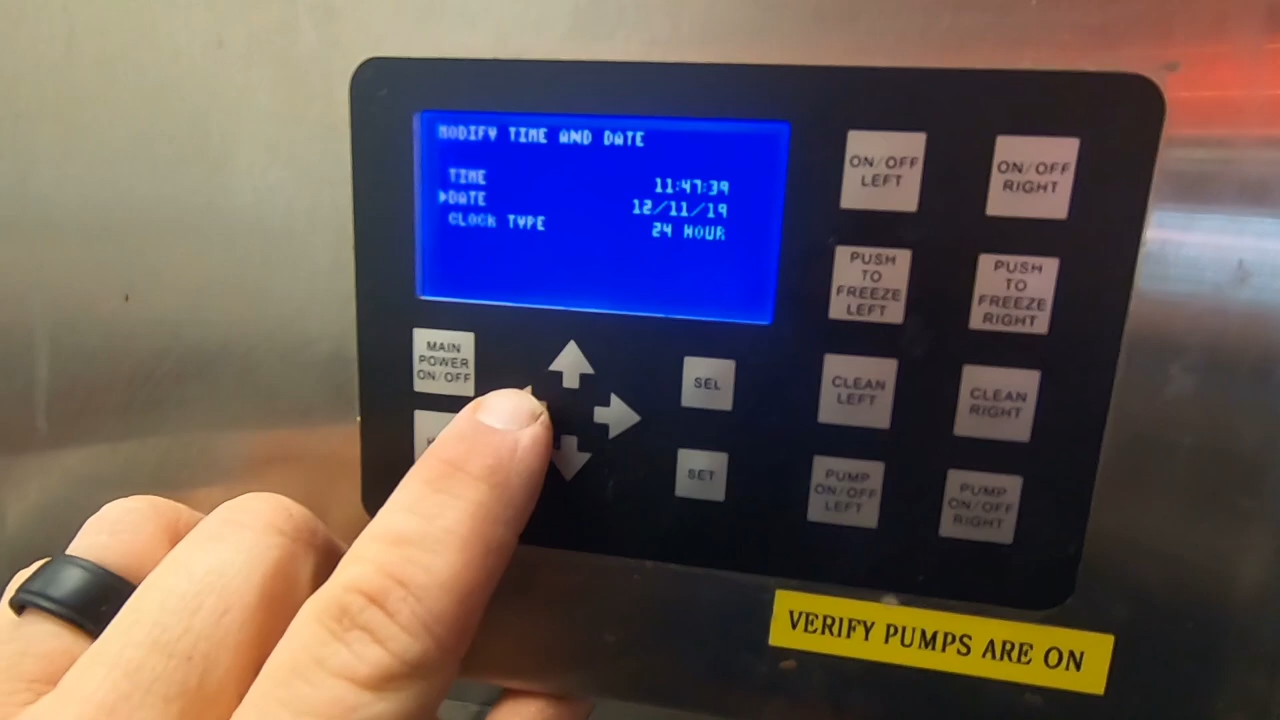 MODIFY TIME AND DATE
TIME 11:47:39
DATE 12/11/19
CLOCK TYPE 24 HOUR
ON/OFF
LEFT
ON/OFF
RIGHT
PUSH
TO
FREEZE
LEFT
PUSH
TO
FREEZE
RIGHT
MAIN
POWER
ON/OFF
SEL
CLEAN
LEFT
CLEAN
RIGHT
SET
PUMP
ON/OFF
LEFT
PUMP
ON/OFF
RIGHT
VERIFY PUMPS ARE ON